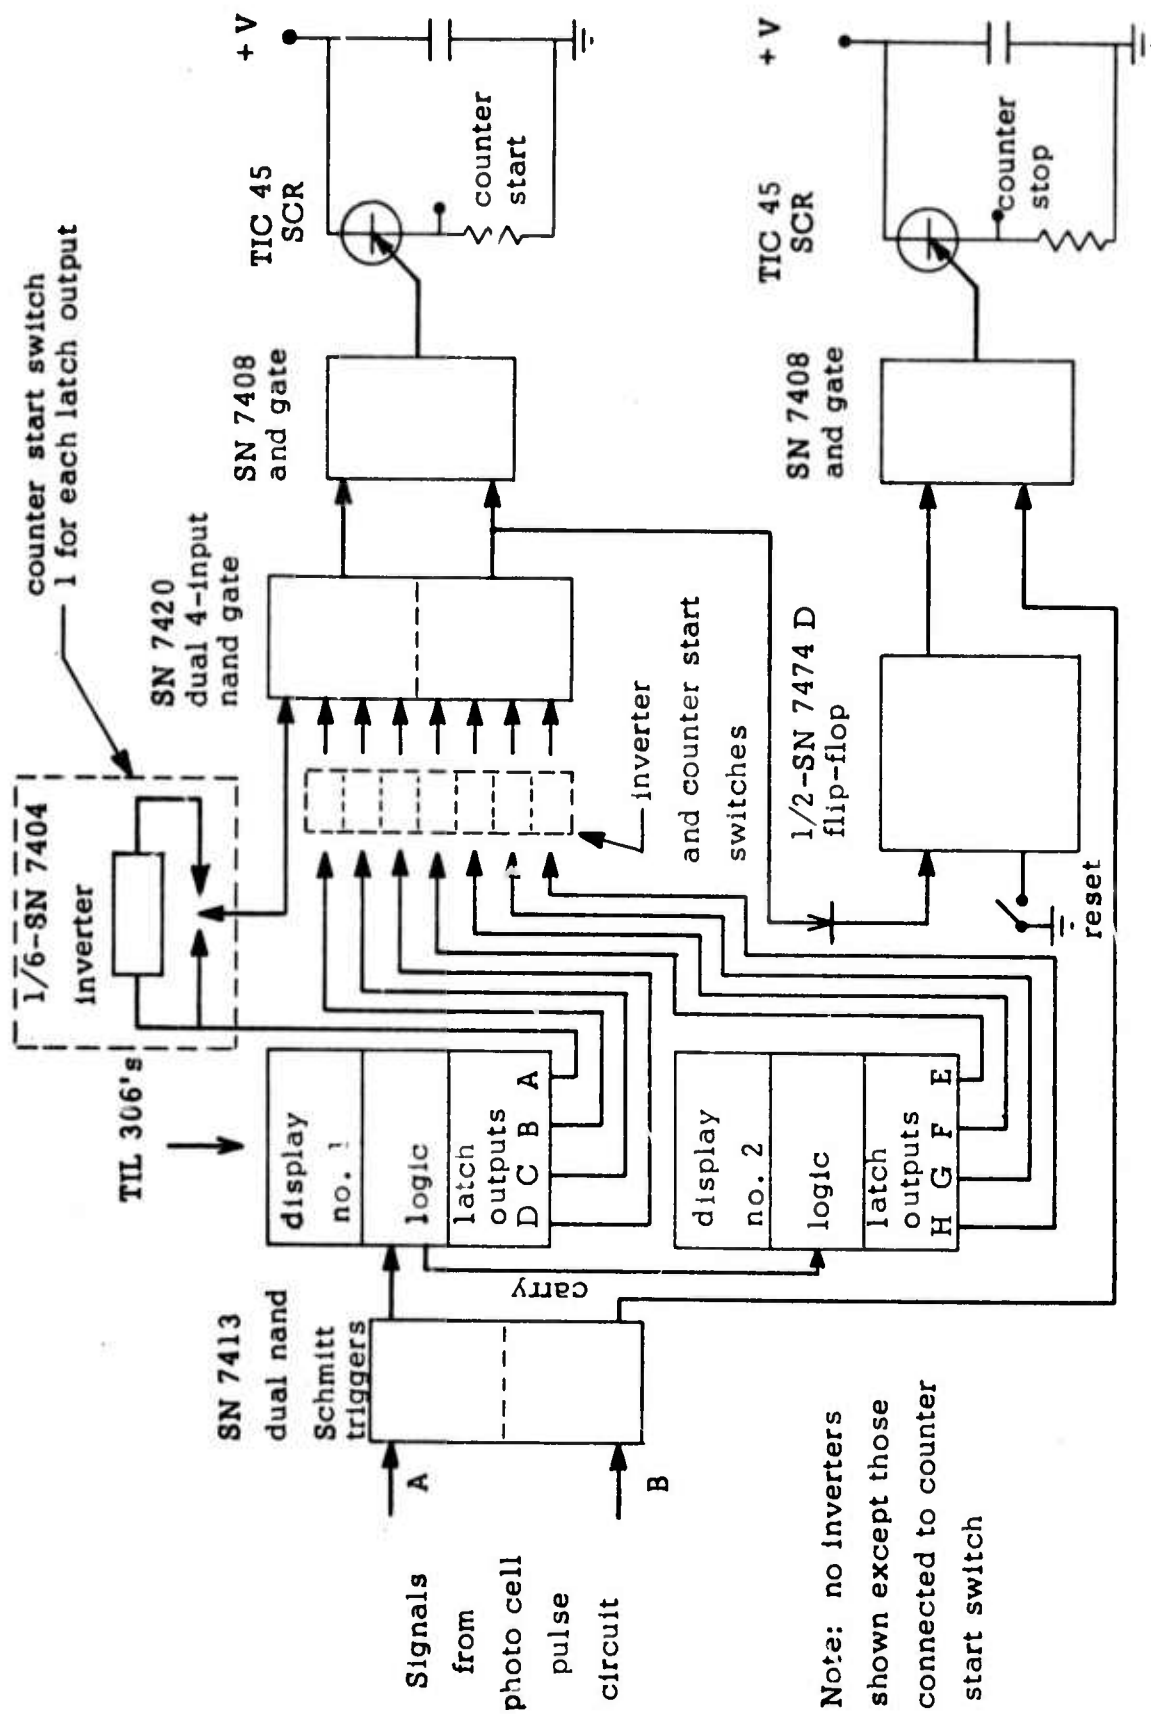 counter start switch
1 for each latch output
1/6-SN 7404
inverter
TIL 306's
SN 7420
dual 4-input
nand gate
SN 7408
and gate
TIC 45
SCR
+ V
counter
start
SN 7413
dual nand
Schmitt
triggers
display
no. 1
logic
latch
outputs
D C B A
carry
inverter
and counter start
switches
Signals
from
photo cell
pulse
circuit
A
B
display
no. 2
logic
latch
outputs
H G F E
1/2-SN 7474 D
flip-flop
reset
SN 7408
and gate
TIC 45
SCR
+ V
counter
stop
Note: no inverters
shown except those
connected to counter
start switch